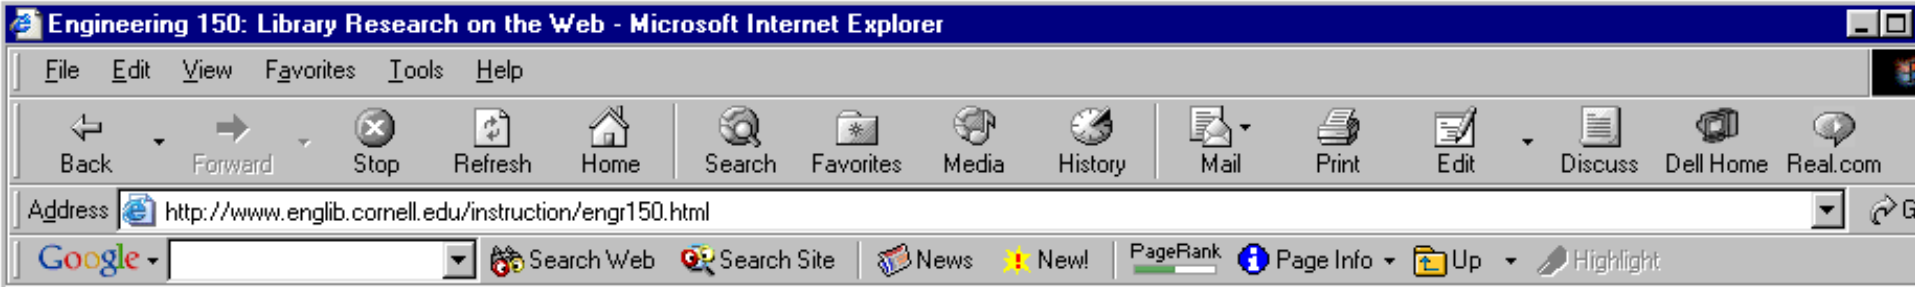 Engineering 150: Library Research on the Web - Microsoft Internet Explorer
File Edit View Favorites Tools Help
Back Forward Stop Refresh Home Search Favorites Media History Mail Print Edit Discuss Dell Home Real.com
Address http://www.englib.cornell.edu/instruction/engr150.html G
Google Search Web Search Site News New! PageRank Page Info Up Highlight